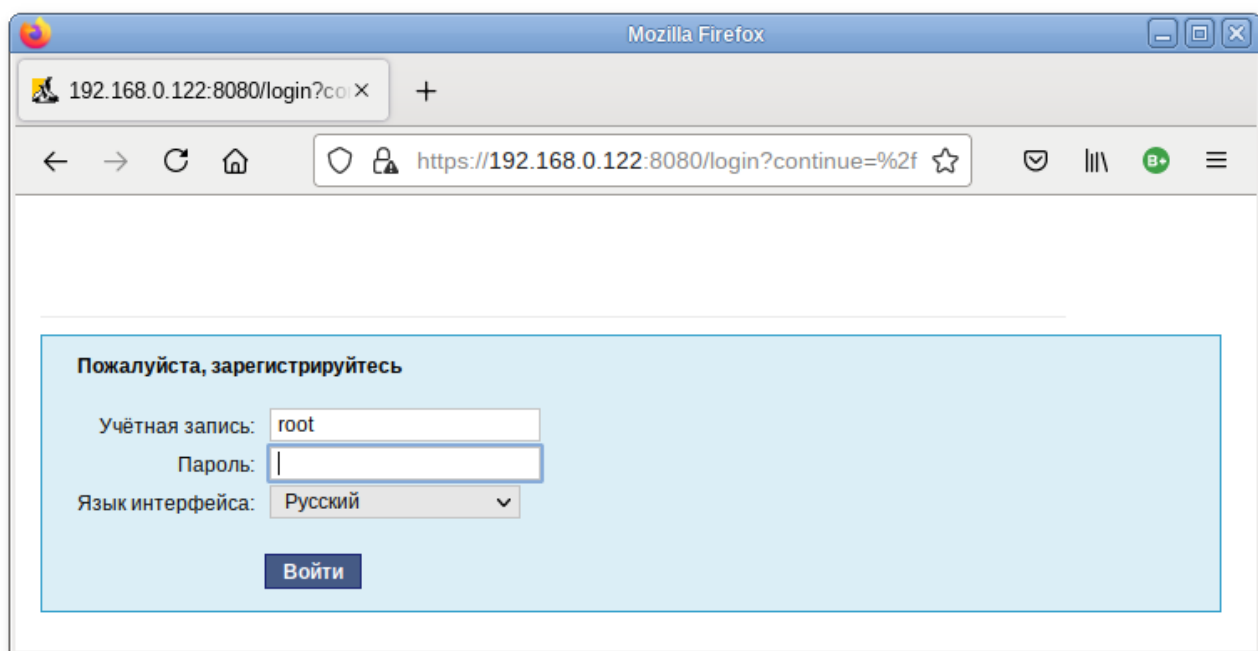 Mozilla Firefox
192.168.0.122:8080/login?co
https://192.168.0.122:8080/login?continue=%2f
B+
Пожалуйста, зарегистрируйтесь
Учётная запись: root
Пароль:
Язык интерфейса: Русский
Войти